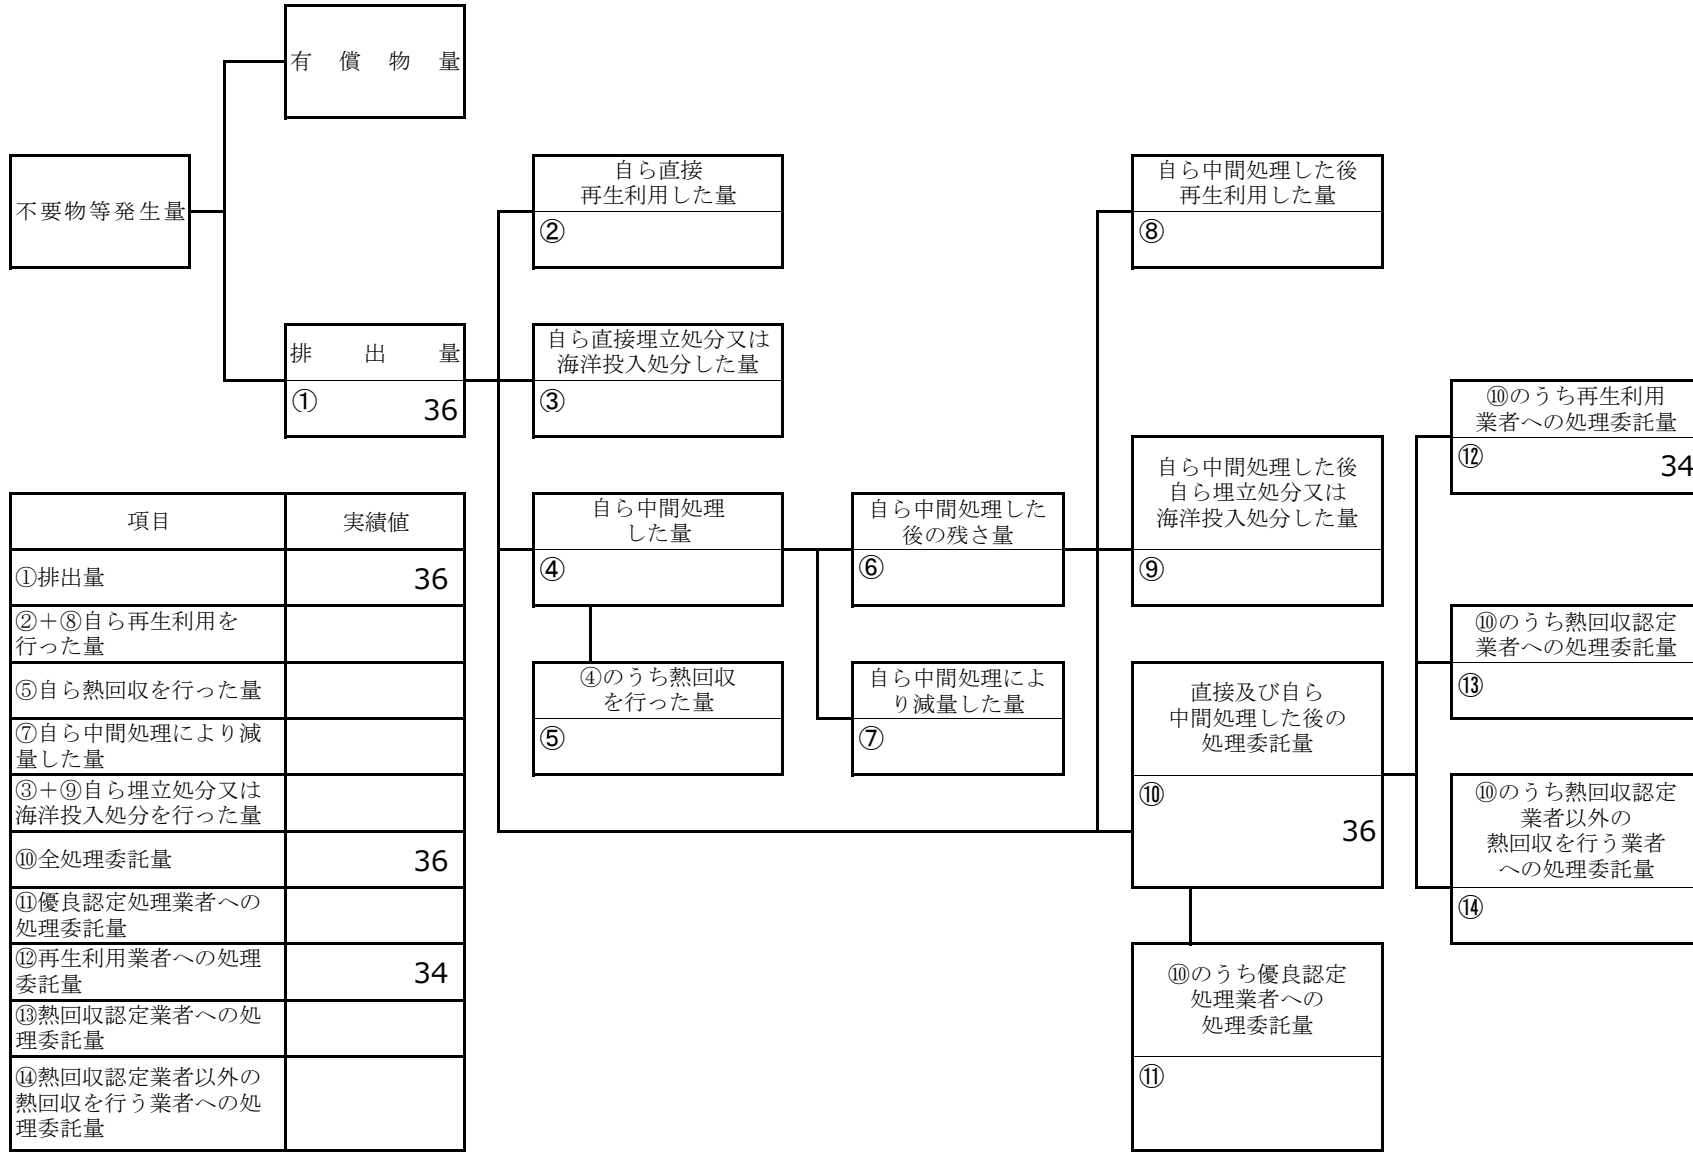 有償物量
不要物等発生量
排出量
① 36
自ら直接
再生利用した量
②
自ら直接埋立処分又は
海洋投入処分した量
③
自ら中間処理
した量
④
④のうち熱回収
を行った量
⑤
自ら中間処理した
後の残さ量
⑥
自ら中間処理によ
り減量した量
⑦
自ら中間処理した後
再生利用した量
⑧
自ら中間処理した後
自ら埋立処分又は
海洋投入処分した量
⑨
直接及び自ら
中間処理した後の
処理委託量
⑩
36
⑩のうち優良認定
処理業者への
処理委託量
⑪
⑩のうち再生利用
業者への処理委託量
⑫ 34
⑩のうち熱回収認定
業者への処理委託量
⑬
⑩のうち熱回収認定
業者以外の
熱回収を行う業者
への処理委託量
⑭
項目 実績値
①排出量 36
②+⑧自ら再生利用を
行った量
⑤自ら熱回収を行った量
⑦自ら中間処理により減
量した量
③+⑨自ら埋立処分又は
海洋投入処分を行った量
⑩全処理委託量 36
⑪優良認定処理業者への
処理委託量
⑫再生利用業者への処理
委託量 34
⑬熱回収認定業者への処
理委託量
⑭熱回収認定業者以外の
熱回収を行う業者への処
理委託量